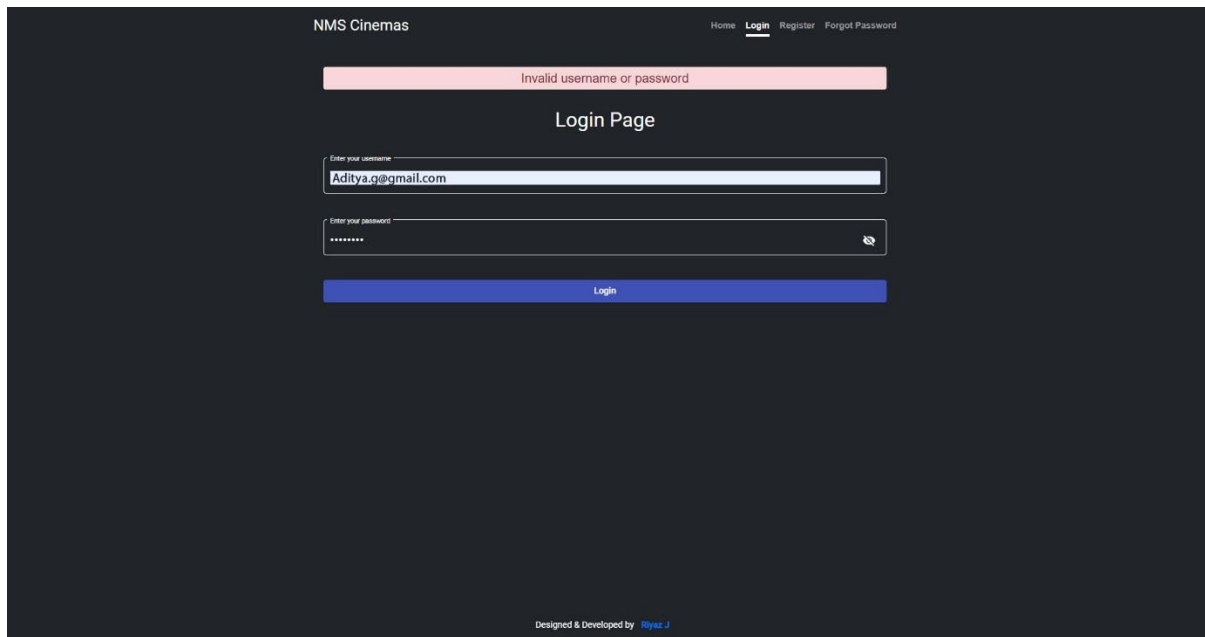 NMS Cinemas
Home Login Register Forgot Password
Invalid username or password
Login Page
Enter your username
Aditya.g@gmail.com
Enter your password
••••••••
Login
Designed & Developed by Riyaz J